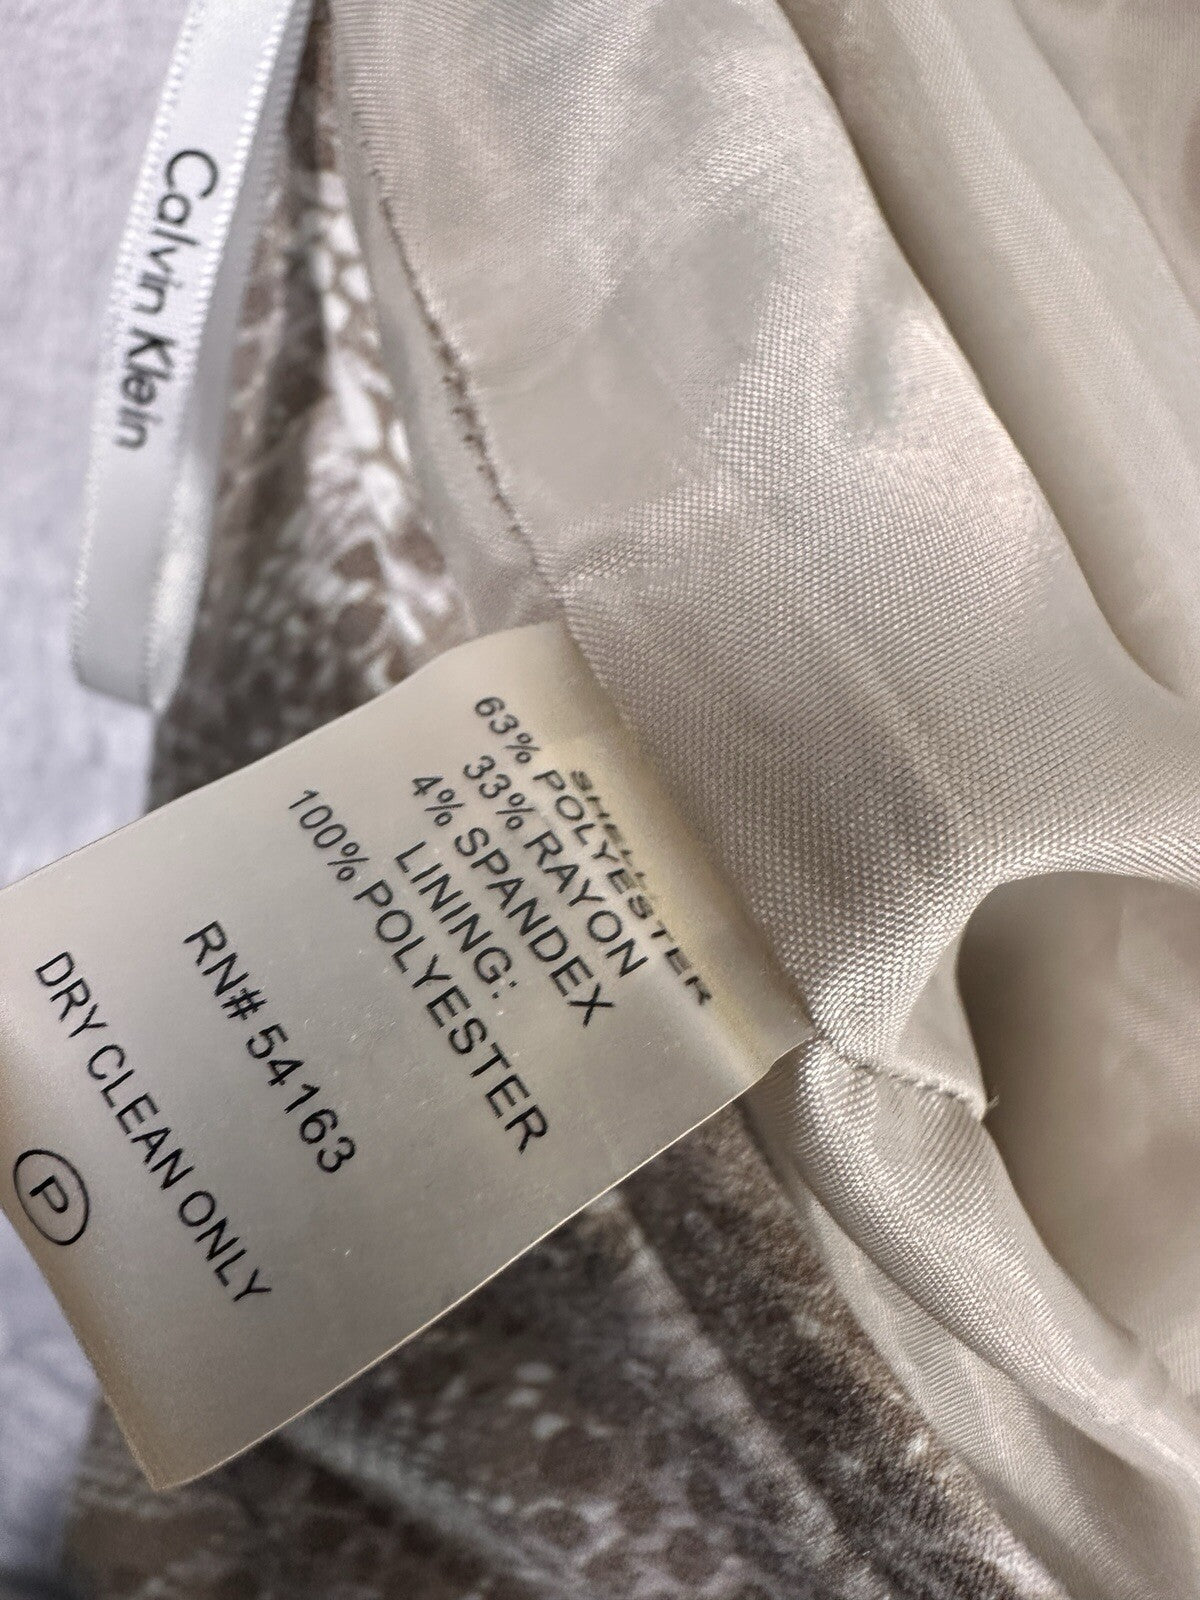 Calvin Klein
SHELL:
63% POLYESTER
33% RAYON
4% SPANDEX
LINING:
100% POLYESTER
RN# 54163
DRY CLEAN ONLY
P